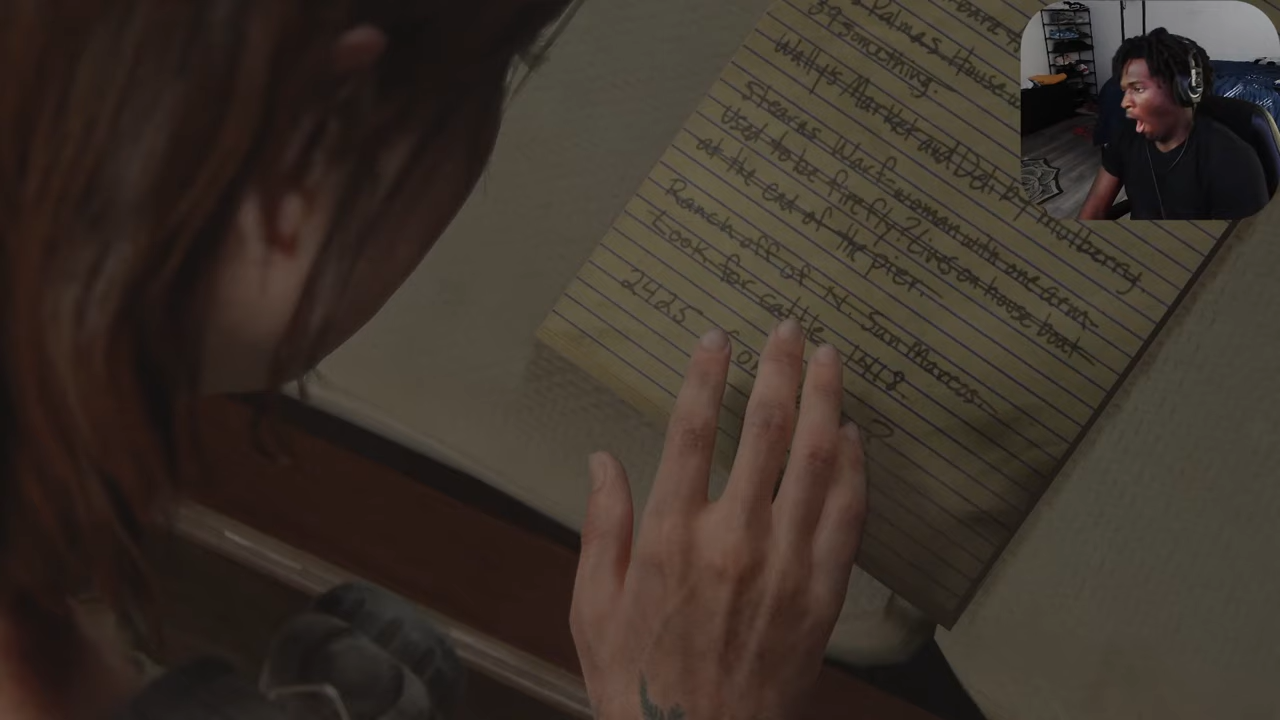 Palmas. House
39 something.
Wally's Market and Deli by mulberry
Stearns Warf-woman with one arm-
Used to be firefly? Lives on house boat
at the end of the pier.
Ranch off of N. San Marcos-
Look for cattle 1418
2425